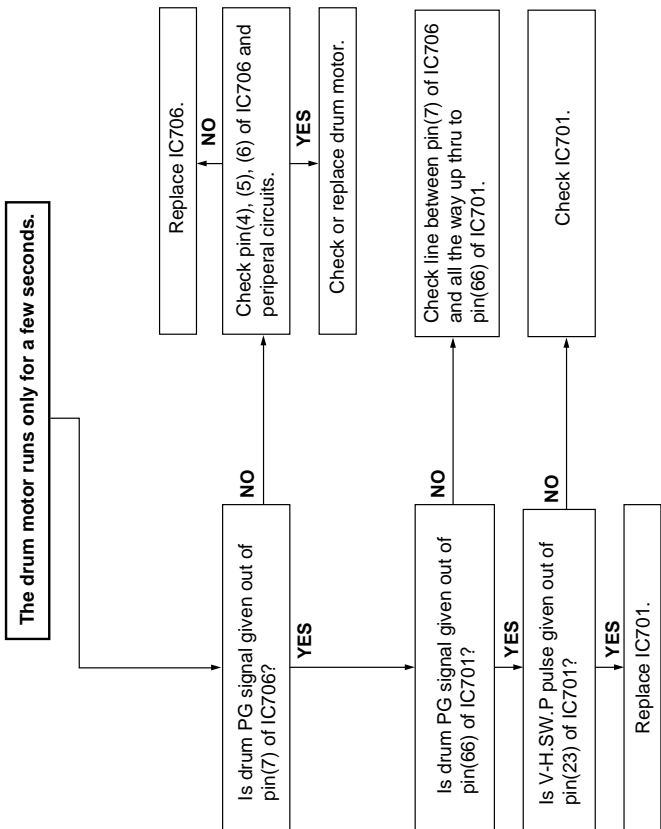 The drum motor runs only for a few seconds.
Is drum PG signal given out of
pin(7) of IC706?
NO
Replace IC706.
NO
Check pin(4), (5), (6) of IC706 and
periperal circuits.
YES
Check or replace drum motor.
YES
Is drum PG signal given out of
pin(66) of IC701?
NO
Check line between pin(7) of IC706
and all the way up thru to
pin(66) of IC701.
YES
Is V-H.SW.P pulse given out of
pin(23) of IC701?
NO
Check IC701.
YES
Replace IC701.